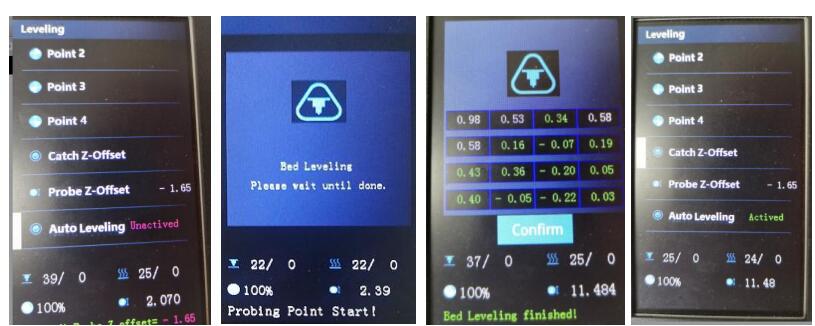 Leveling
Point 2
Point 3
Point 4
Catch Z-Offset
Probe Z-Offset - 1.65
Auto Leveling Unactived
39/ 0 25/ 0
100% 2.070
Probe Z offset= - 1.65
Bed Leveling
Please wait until done.
22/ 0 22/ 0
100% 2.39
Probing Point Start!
0.98 0.53 0.34 0.58
0.58 0.16 - 0.07 0.19
0.43 0.36 - 0.20 0.05
0.40 - 0.05 - 0.22 0.03
Confirm
37/ 0 25/ 0
100% 11.484
Bed Leveling finished!
Leveling
Point 2
Point 3
Point 4
Catch Z-Offset
Probe Z-Offset - 1.65
Auto Leveling Actived
25/ 0 24/ 0
100% 11.48